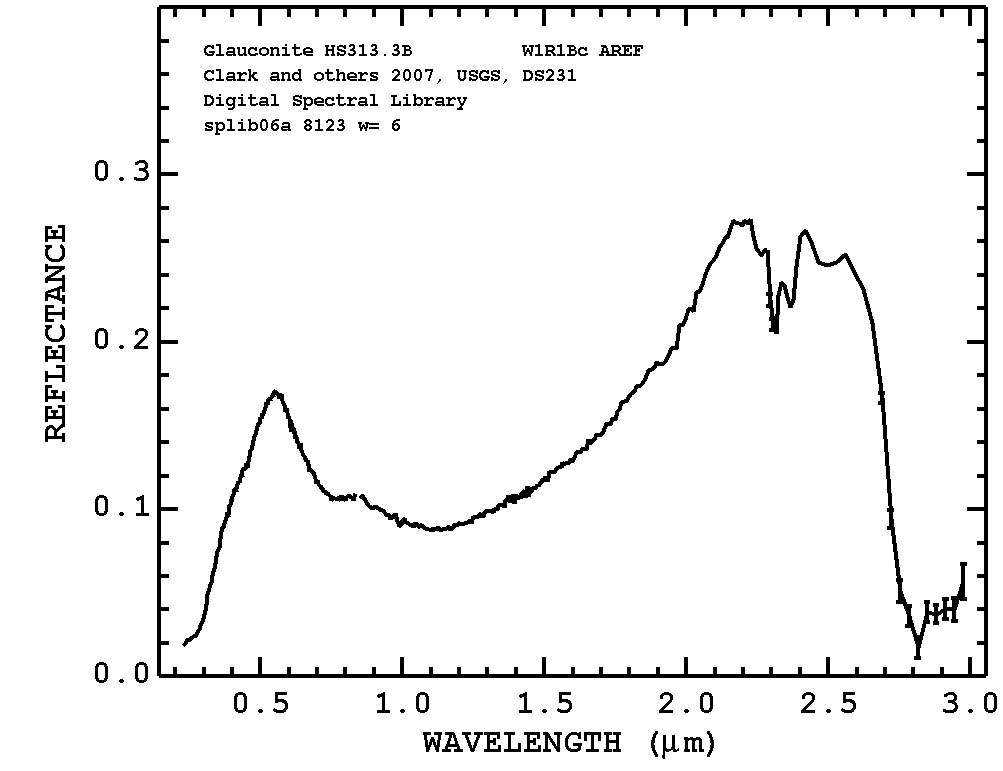 Glauconite HS313.3B W1R1Bc AREF
Clark and others 2007, USGS, DS231
Digital Spectral Library
splib06a 8123 w= 6
0.3
0.2
0.1
0.0
REFLECTANCE
0.5 1.0 1.5 2.0 2.5 3.0
WAVELENGTH (μm)